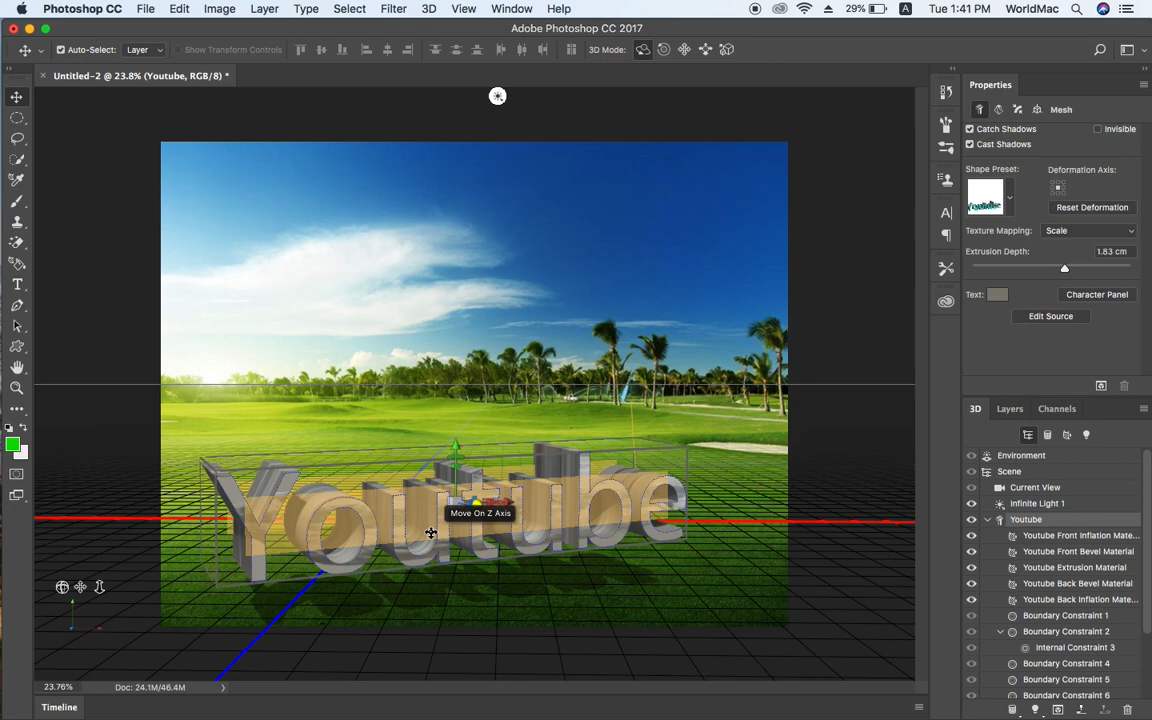 Photoshop CC File Edit Image Layer Type Select Filter 3D View Window Help 29% A Tue 1:41 PM WorldMac
Adobe Photoshop CC 2017
Auto-Select: Layer Show Transform Controls 3D Mode:
Untitled-2 @ 23.8% (Youtube, RGB/8) *
Properties
Mesh
Catch Shadows Invisible
Cast Shadows
Shape Preset: Deformation Axis:
Youtube
Reset Deformation
Texture Mapping: Scale
Extrusion Depth: 1.83 cm
Text: Character Panel
Edit Source
3D Layers Channels
Environment
Scene
Current View
Infinite Light 1
Youtube
Youtube Front Inflation Mate...
Youtube Front Bevel Material
Youtube Extrusion Material
Youtube Back Bevel Material
Youtube Back Inflation Mate...
Boundary Constraint 1
Boundary Constraint 2
Internal Constraint 3
Boundary Constraint 4
Boundary Constraint 5
Boundary Constraint 6
Youtube
Move On Z Axis
23.76% Doc: 24.1M/46.4M
Timeline